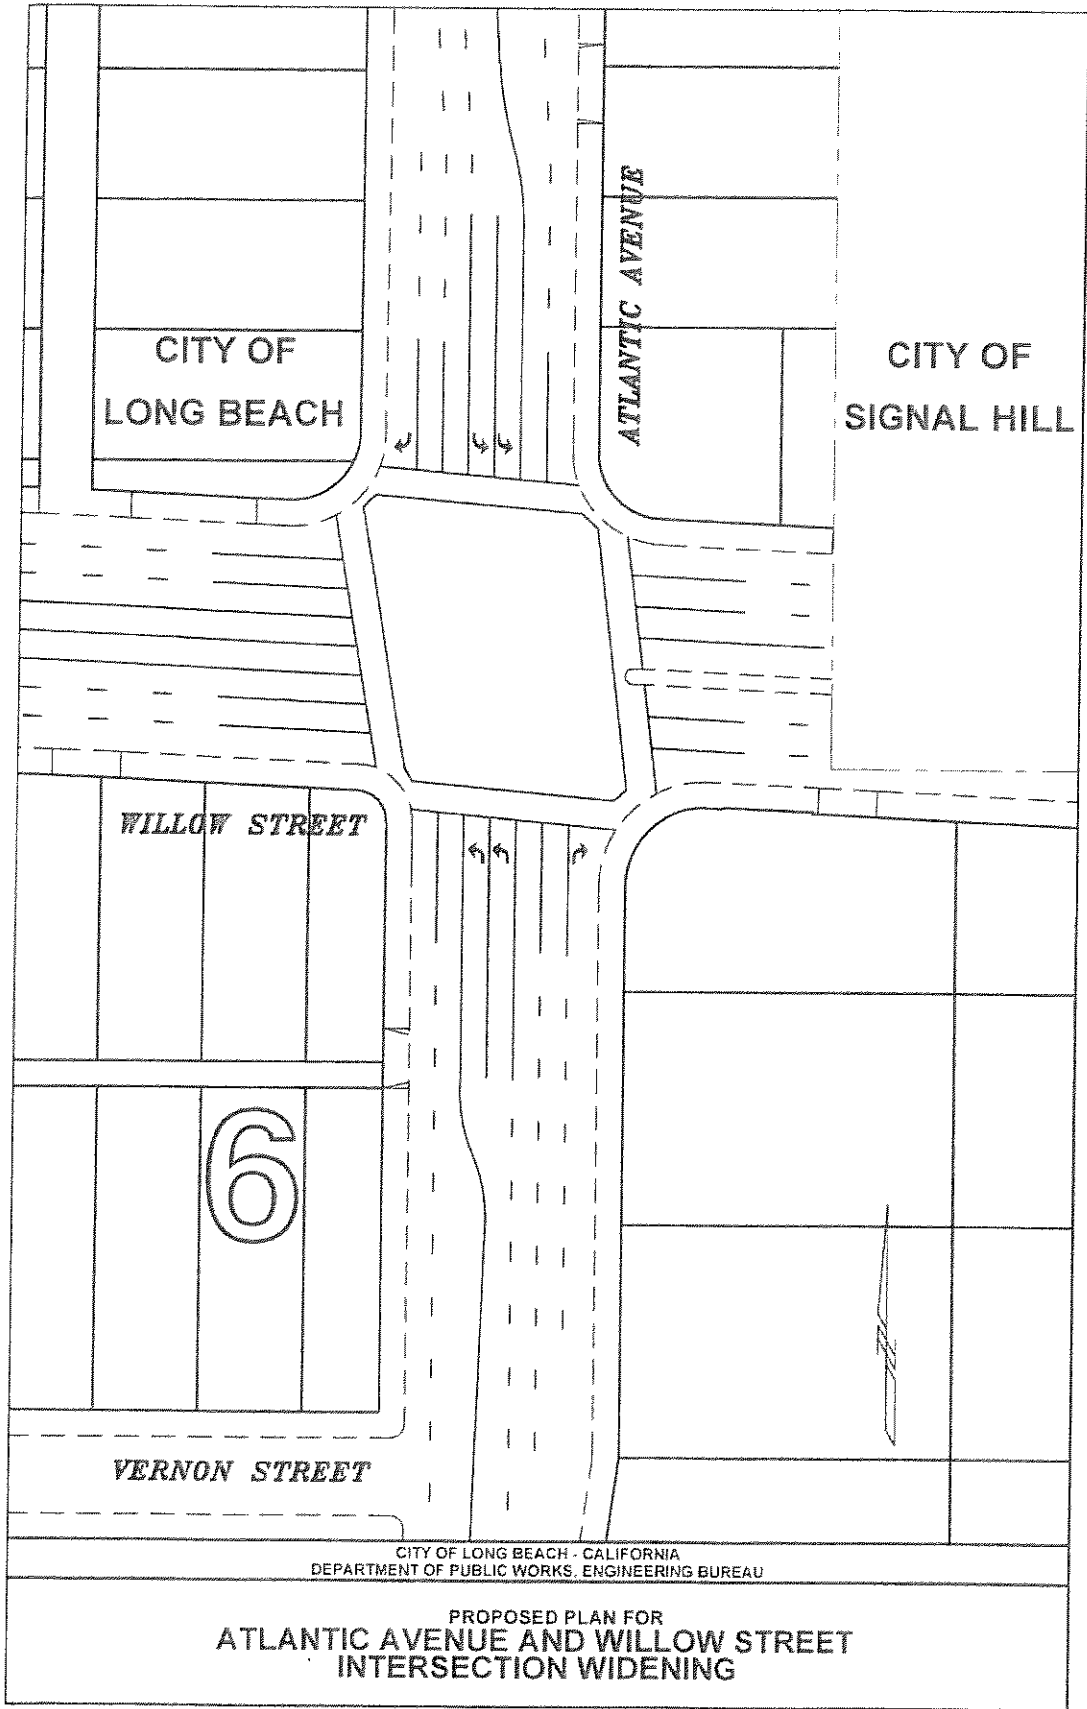 ATLANTIC AVENUE
CITY OF
LONG BEACH
CITY OF
SIGNAL HILL
WILLOW STREET
6
VERNON STREET
CITY OF LONG BEACH - CALIFORNIA
DEPARTMENT OF PUBLIC WORKS, ENGINEERING BUREAU
PROPOSED PLAN FOR
ATLANTIC AVENUE AND WILLOW STREET
INTERSECTION WIDENING